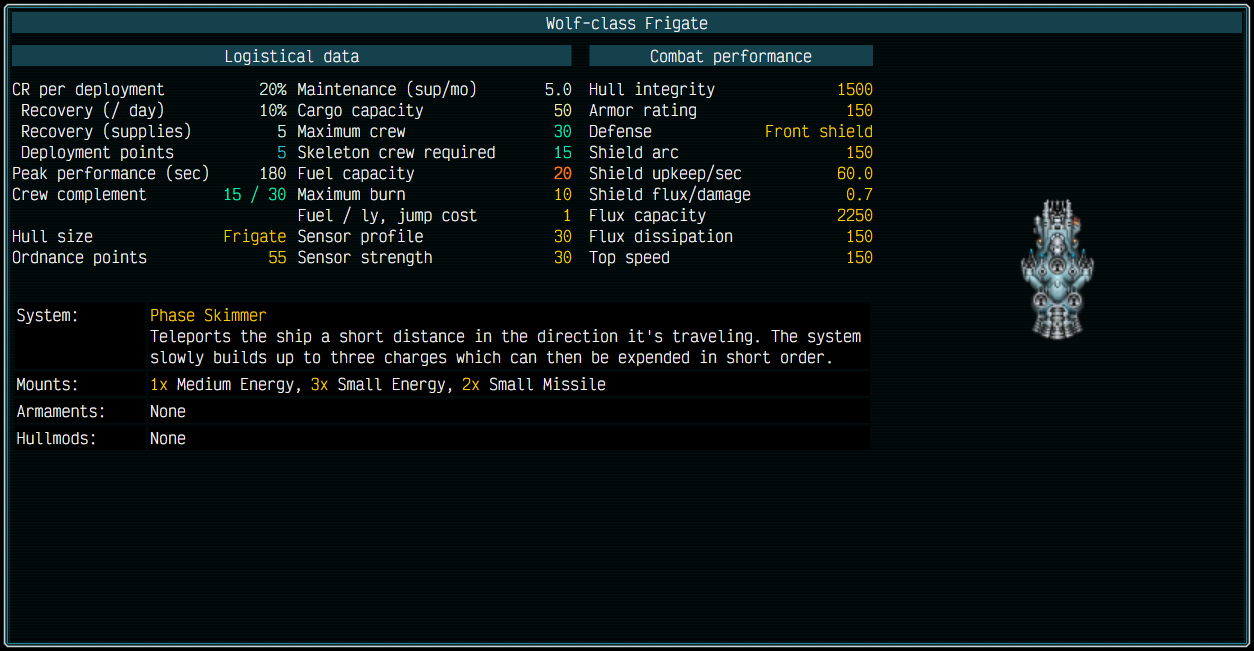 Wolf-class Frigate
Logistical data
Combat performance
CR per deployment 20% Maintenance (sup/mo) 5.0 Hull integrity 1500
Recovery (/ day) 10% Cargo capacity 50 Armor rating 150
Recovery (supplies) 5 Maximum crew 30 Defense Front shield
Deployment points 5 Skeleton crew required 15 Shield arc 150
Peak performance (sec) 180 Fuel capacity 20 Shield upkeep/sec 60.0
Crew complement 15 / 30 Maximum burn 10 Shield flux/damage 0.7
Fuel / ly, jump cost 1 Flux capacity 2250
Hull size Frigate Sensor profile 30 Flux dissipation 150
Ordnance points 55 Sensor strength 30 Top speed 150
System: Phase Skimmer
Teleports the ship a short distance in the direction it's traveling. The system
slowly builds up to three charges which can then be expended in short order.
Mounts: 1x Medium Energy, 3x Small Energy, 2x Small Missile
Armaments: None
Hullmods: None